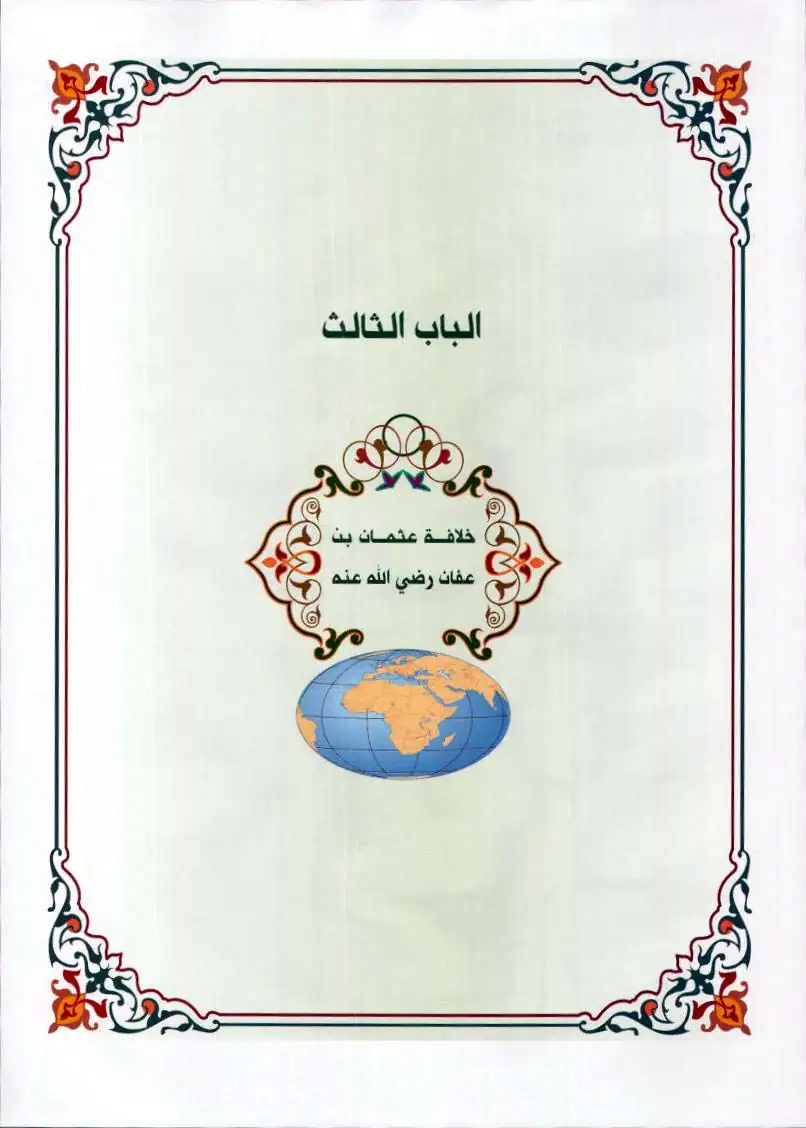 الباب الثالث
خلافة عثمان بن
عفان رضي الله عنه